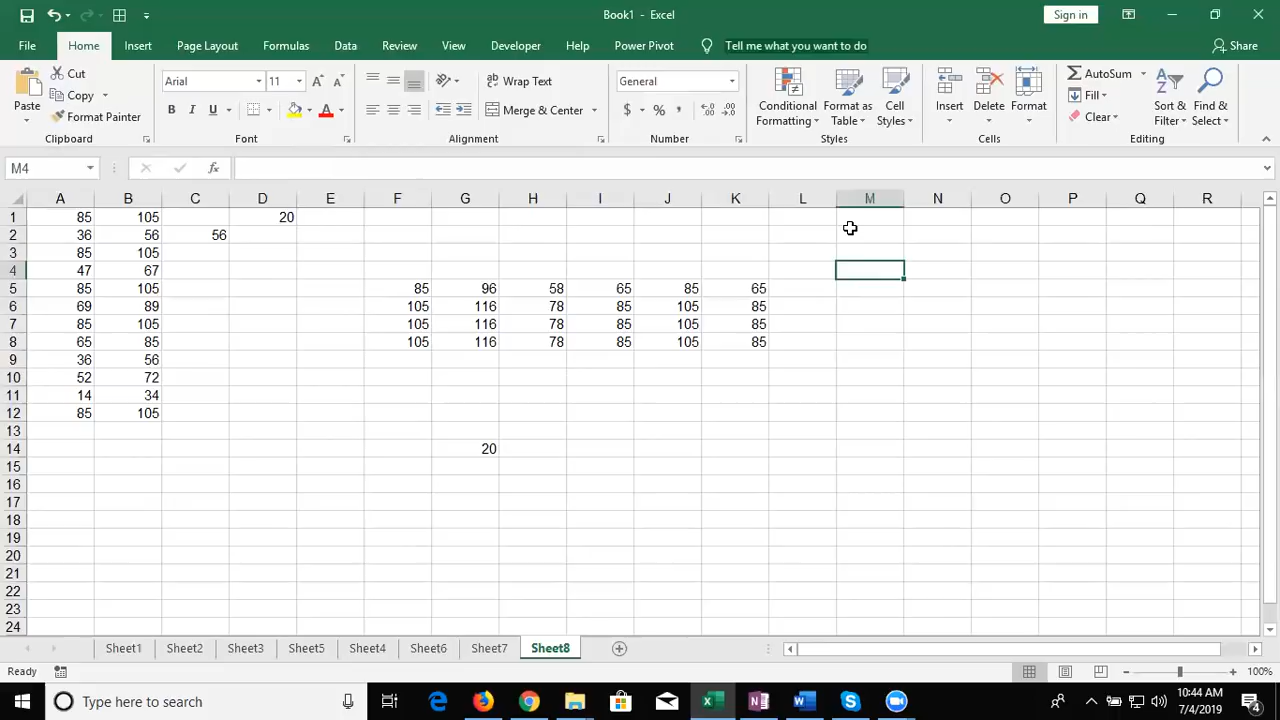 Book1 - Excel
Sign in
File Home Insert Page Layout Formulas Data Review View Developer Help Power Pivot Tell me what you want to do Share
Paste
Cut
Copy
Format Painter
Clipboard
Arial 11
B I U
Font
Wrap Text
Merge & Center
Alignment
General
$ % ,
Number
Conditional Formatting
Format as Table
Cell Styles
Styles
Insert Delete Format
Cells
AutoSum
Fill
Clear
Sort & Filter
Find & Select
Editing
M4 fx
A B C D E F G H I J K L M N O P Q R
1 85 105 20
2 36 56 56
3 85 105
4 47 67
5 85 105 85 96 58 65 85 65
6 69 89 105 116 78 85 105 85
7 85 105 105 116 78 85 105 85
8 65 85 105 116 78 85 105 85
9 36 56
10 52 72
11 14 34
12 85 105
13
14 20
15
16
17
18
19
20
21
22
23
24
Sheet1 Sheet2 Sheet3 Sheet4 Sheet5 Sheet4 Sheet6 Sheet7 Sheet8
Ready 100%
Type here to search
10:44 AM
7/4/2019
4